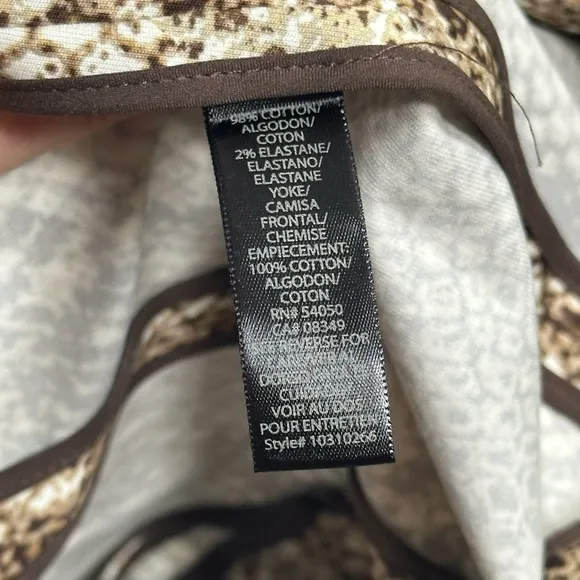 98% COTTON/
ALGODON/
COTON
2% ELASTANE/
ELASTANO/
ELASTANE
YOKE/
CAMISA
FRONTAL/
CHEMISE
EMPIECEMENT:
100% COTTON/
ALGODON/
COTON
RN# 54050
CA# 08349
REVERSE FOR
VOIR AU DOS
POUR ENTRETIEN
Style# 10310266